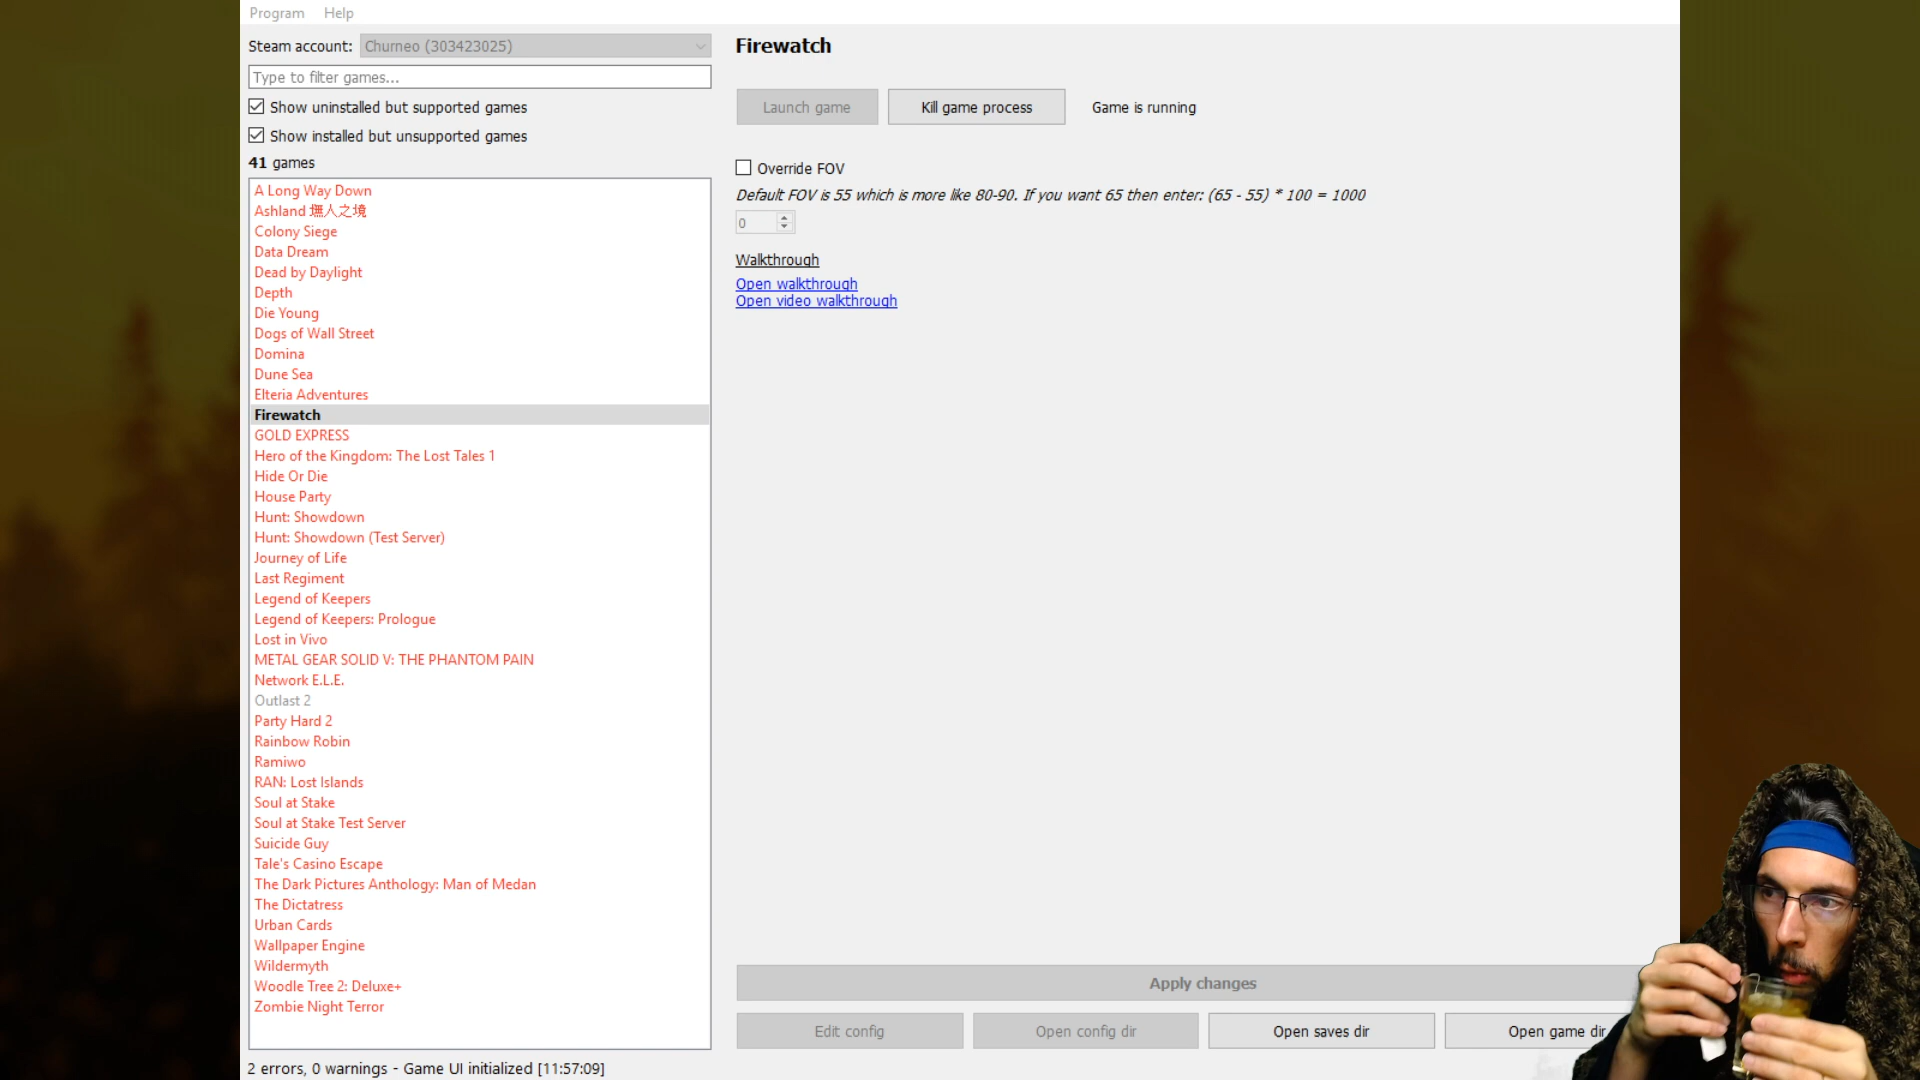 Program Help
Steam account: Churneo (303423025)
Type to filter games...
Show uninstalled but supported games
Show installed but unsupported games
41 games
A Long Way Down
Ashland 墲人之境
Colony Siege
Data Dream
Dead by Daylight
Depth
Die Young
Dogs of Wall Street
Domina
Dune Sea
Elteria Adventures
Firewatch
GOLD EXPRESS
Hero of the Kingdom: The Lost Tales 1
Hide Or Die
House Party
Hunt: Showdown
Hunt: Showdown (Test Server)
Journey of Life
Last Regiment
Legend of Keepers
Legend of Keepers: Prologue
Lost in Vivo
METAL GEAR SOLID V: THE PHANTOM PAIN
Network E.L.E.
Outlast 2
Party Hard 2
Rainbow Robin
Ramiwo
RAN: Lost Islands
Soul at Stake
Soul at Stake Test Server
Suicide Guy
Tale's Casino Escape
The Dark Pictures Anthology: Man of Medan
The Dictatress
Urban Cards
Wallpaper Engine
Wildermyth
Woodle Tree 2: Deluxe+
Zombie Night Terror
2 errors, 0 warnings - Game UI initialized [11:57:09]
Firewatch
Launch game Kill game process Game is running
Override FOV
Default FOV is 55 which is more like 80-90. If you want 65 then enter: (65 - 55) * 100 = 1000
0
Walkthrough
Open walkthrough
Open video walkthrough
Apply changes
Edit config Open config dir Open saves dir Open game dir